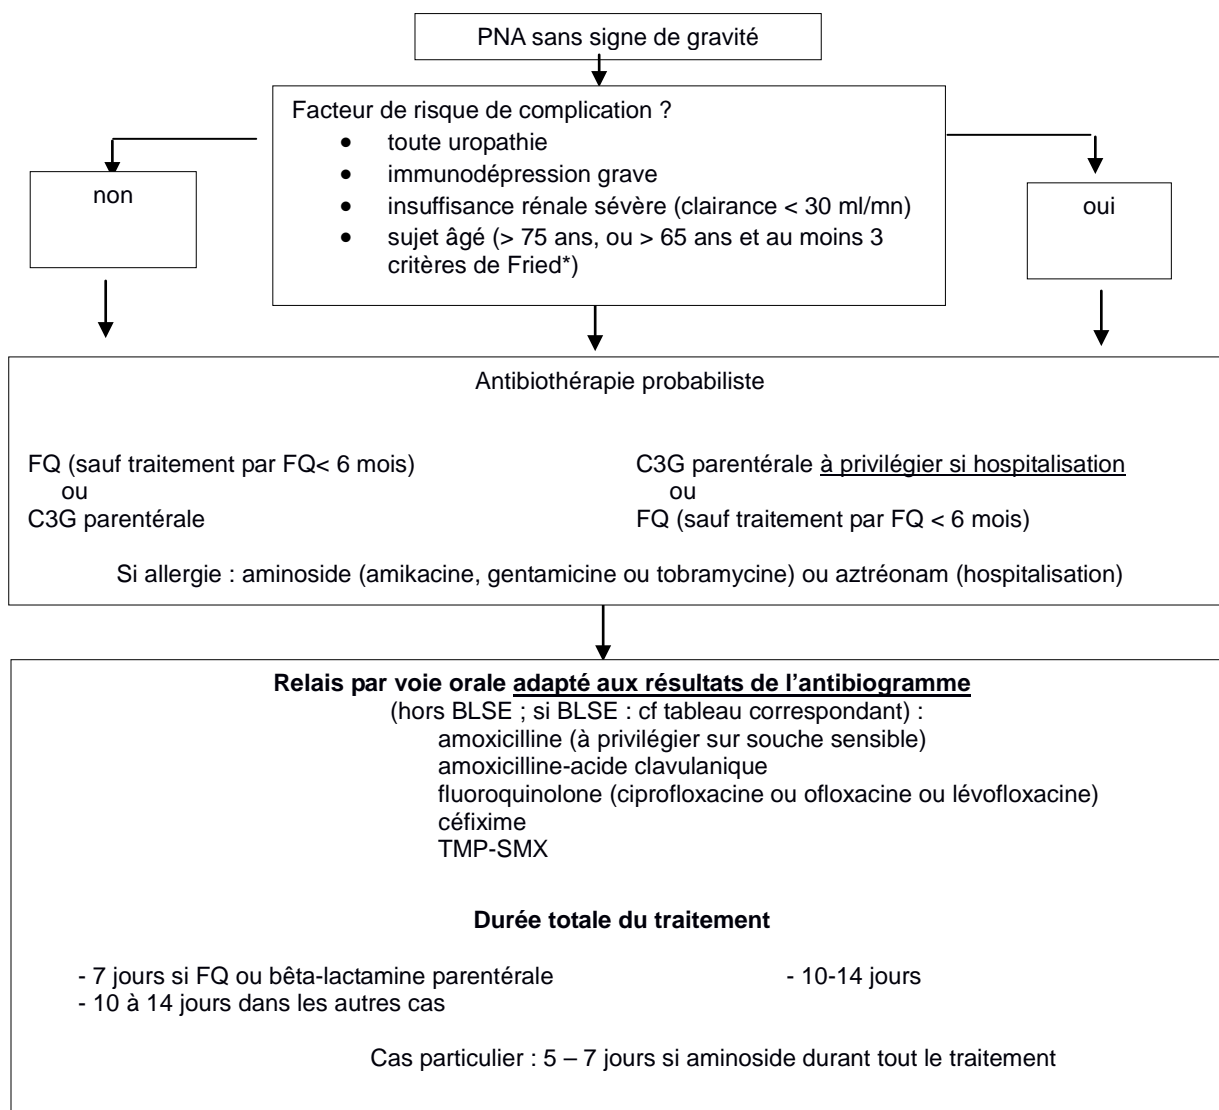 PNA sans signe de gravité
Facteur de risque de complication ?
• toute uropathie
• immunodépression grave
• insuffisance rénale sévère (clairance < 30 ml/mn)
• sujet âgé (> 75 ans, ou > 65 ans et au moins 3
critères de Fried*)
non
oui
Antibiothérapie probabiliste
FQ (sauf traitement par FQ< 6 mois)
ou
C3G parentérale
C3G parentérale à privilégier si hospitalisation
ou
FQ (sauf traitement par FQ < 6 mois)
Si allergie : aminoside (amikacine, gentamicine ou tobramycine) ou aztréonam (hospitalisation)
Relais par voie orale adapté aux résultats de l’antibiogramme
(hors BLSE ; si BLSE : cf tableau correspondant) :
amoxicilline (à privilégier sur souche sensible)
amoxicilline-acide clavulanique
fluoroquinolone (ciprofloxacine ou ofloxacine ou lévofloxacine)
céfixime
TMP-SMX
Durée totale du traitement
- 7 jours si FQ ou bêta-lactamine parentérale
- 10 à 14 jours dans les autres cas
- 10-14 jours
Cas particulier : 5 – 7 jours si aminoside durant tout le traitement